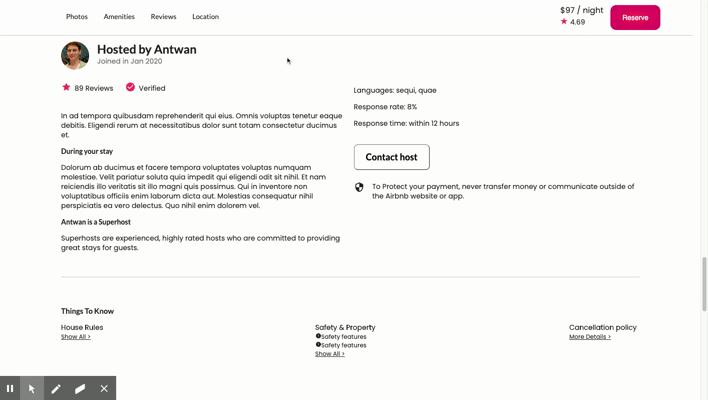 Photos Amenities Reviews Location
$97 / night
4.69
Reserve
Hosted by Antwan
Joined in Jan 2020
89 Reviews Verified
In ad tempora quibusdam reprehenderit qui eius. Omnis voluptas tenetur eaque
debitis. Eligendi rerum at necessitatibus dolor sunt totam consectetur ducimus
et.
During your stay
Dolorum ab ducimus et facere tempora voluptates voluptas numquam
molestiae. Velit pariatur soluta quia impedit qui eligendi odit sit nihil. Et nam
reiciendis illo veritatis sit illo magni quis possimus. Qui in inventore non
voluptatibus officiis enim laborum dicta aut. Molestias consequatur nihil
perspiciatis ea vero delectus. Quo nihil enim dolorem vel.
Antwan is a Superhost
Superhosts are experienced, highly rated hosts who are committed to providing
great stays for guests.
Languages: sequi, quae
Response rate: 8%
Response time: within 12 hours
Contact host
To Protect your payment, never transfer money or communicate outside of
the Airbnb website or app.
Things To Know
House Rules
Show All >
Safety & Property
Safety features
Safety features
Show All >
Cancellation policy
More Details >